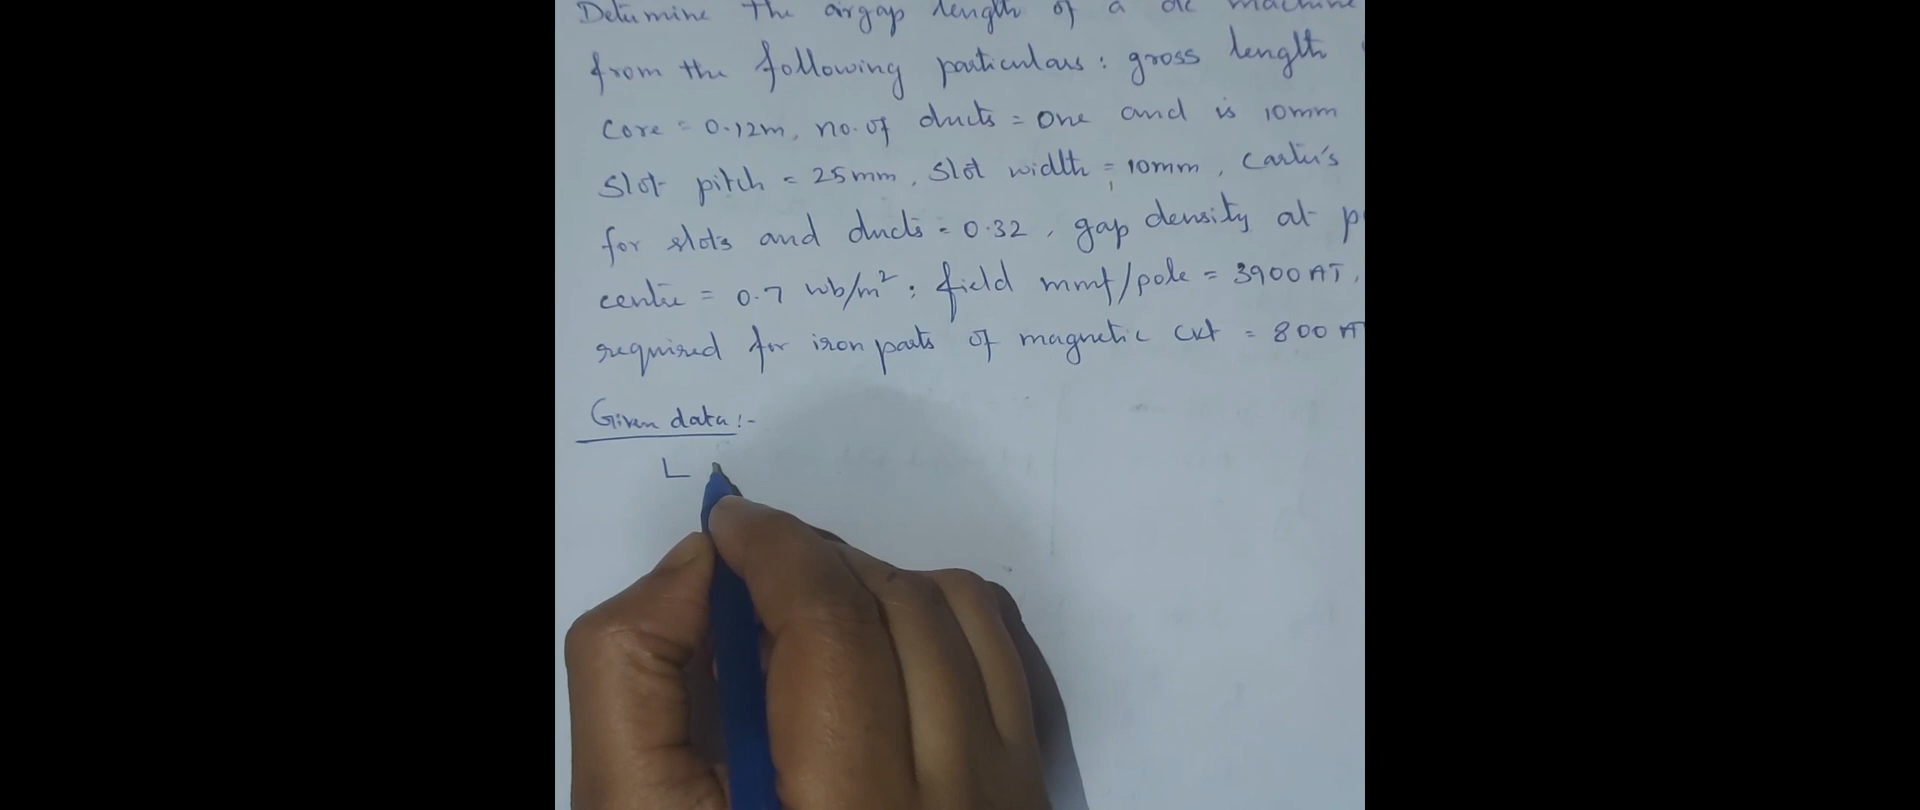 Determine the airgap length of a dc machine
from the following particulars : gross length
core = 0.12m, no. of ducts = one and is 10mm
slot pitch = 25mm, slot width = 10mm, Carter's
for slots and ducts = 0.32, gap density at p
centre = 0.7 wb/m²; field mmf/pole = 3900 AT,
required for iron parts of magnetic ckt = 800 AT
Given data :-
L